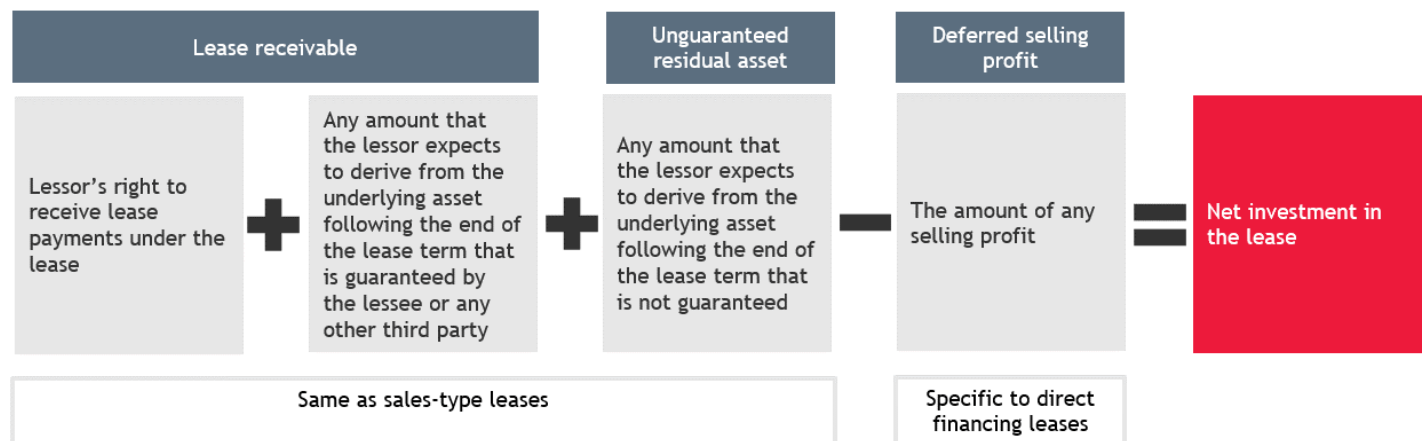 Lease receivable
Unguaranteed
residual asset
Deferred selling
profit
Lessor’s right to
receive lease
payments under the
lease
Any amount that
the lessor expects
to derive from the
underlying asset
following the end of
the lease term that
is guaranteed by
the lessee or any
other third party
Any amount that
the lessor expects
to derive from the
underlying asset
following the end of
the lease term that
is not guaranteed
The amount of any
selling profit
Net investment in
the lease
Same as sales-type leases
Specific to direct
financing leases